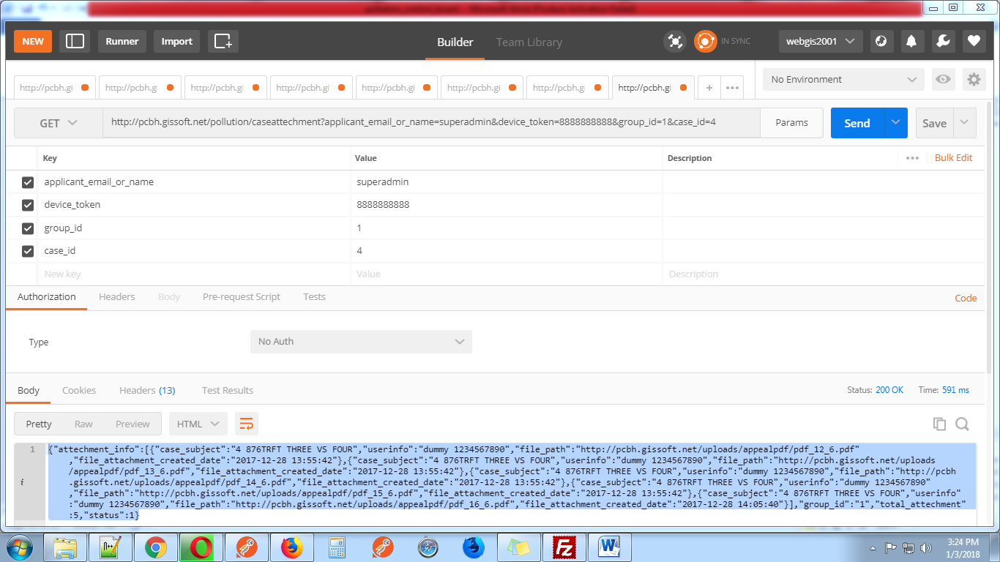 NEW
Runner
Import
Builder
Team Library
IN SYNC
webgis2001
http://pcbh.gi
http://pcbh.gi
http://pcbh.gi
http://pcbh.gi
http://pcbh.gi
http://pcbh.gi
http://pcbh.gi
http://pcbh.gi
No Environment
GET
http://pcbh.gissoft.net/pollution/caseattechment?applicant_email_or_name=superadmin&device_token=8888888888&group_id=1&case_id=4
Params
Send
Save
Key Value Description
Bulk Edit
applicant_email_or_name superadmin
device_token 8888888888
group_id 1
case_id 4
New key Value Description
Authorization Headers Body Pre-request Script Tests
Code
Type No Auth
Body Cookies Headers (13) Test Results
Status: 200 OK Time: 591 ms
Pretty Raw Preview HTML
1 {"attechment_info":[{"case_subject":"4 876TRFT THREE VS FOUR","userinfo":"dummy 1234567890","file_path":"http://pcbh.gissoft.net/uploads/appealpdf/pdf_12_6.pdf"
,"file_attachment_created_date":"2017-12-28 13:55:42"},{"case_subject":"4 876TRFT THREE VS FOUR","userinfo":"dummy 1234567890","file_path":"http://pcbh.gissoft.net/uploads
/appealpdf/pdf_13_6.pdf","file_attachment_created_date":"2017-12-28 13:55:42"},{"case_subject":"4 876TRFT THREE VS FOUR","userinfo":"dummy 1234567890","file_path":"http://pcbh
.gissoft.net/uploads/appealpdf/pdf_14_6.pdf","file_attachment_created_date":"2017-12-28 13:55:42"},{"case_subject":"4 876TRFT THREE VS FOUR","userinfo":"dummy 1234567890"
,"file_path":"http://pcbh.gissoft.net/uploads/appealpdf/pdf_15_6.pdf","file_attachment_created_date":"2017-12-28 13:55:42"},{"case_subject":"4 876TRFT THREE VS FOUR","userinfo"
:"dummy 1234567890","file_path":"http://pcbh.gissoft.net/uploads/appealpdf/pdf_16_6.pdf","file_attachment_created_date":"2017-12-28 14:05:40"}],"group_id":"1","total_attechment"
:5,"status":1}
3:24 PM
1/3/2018